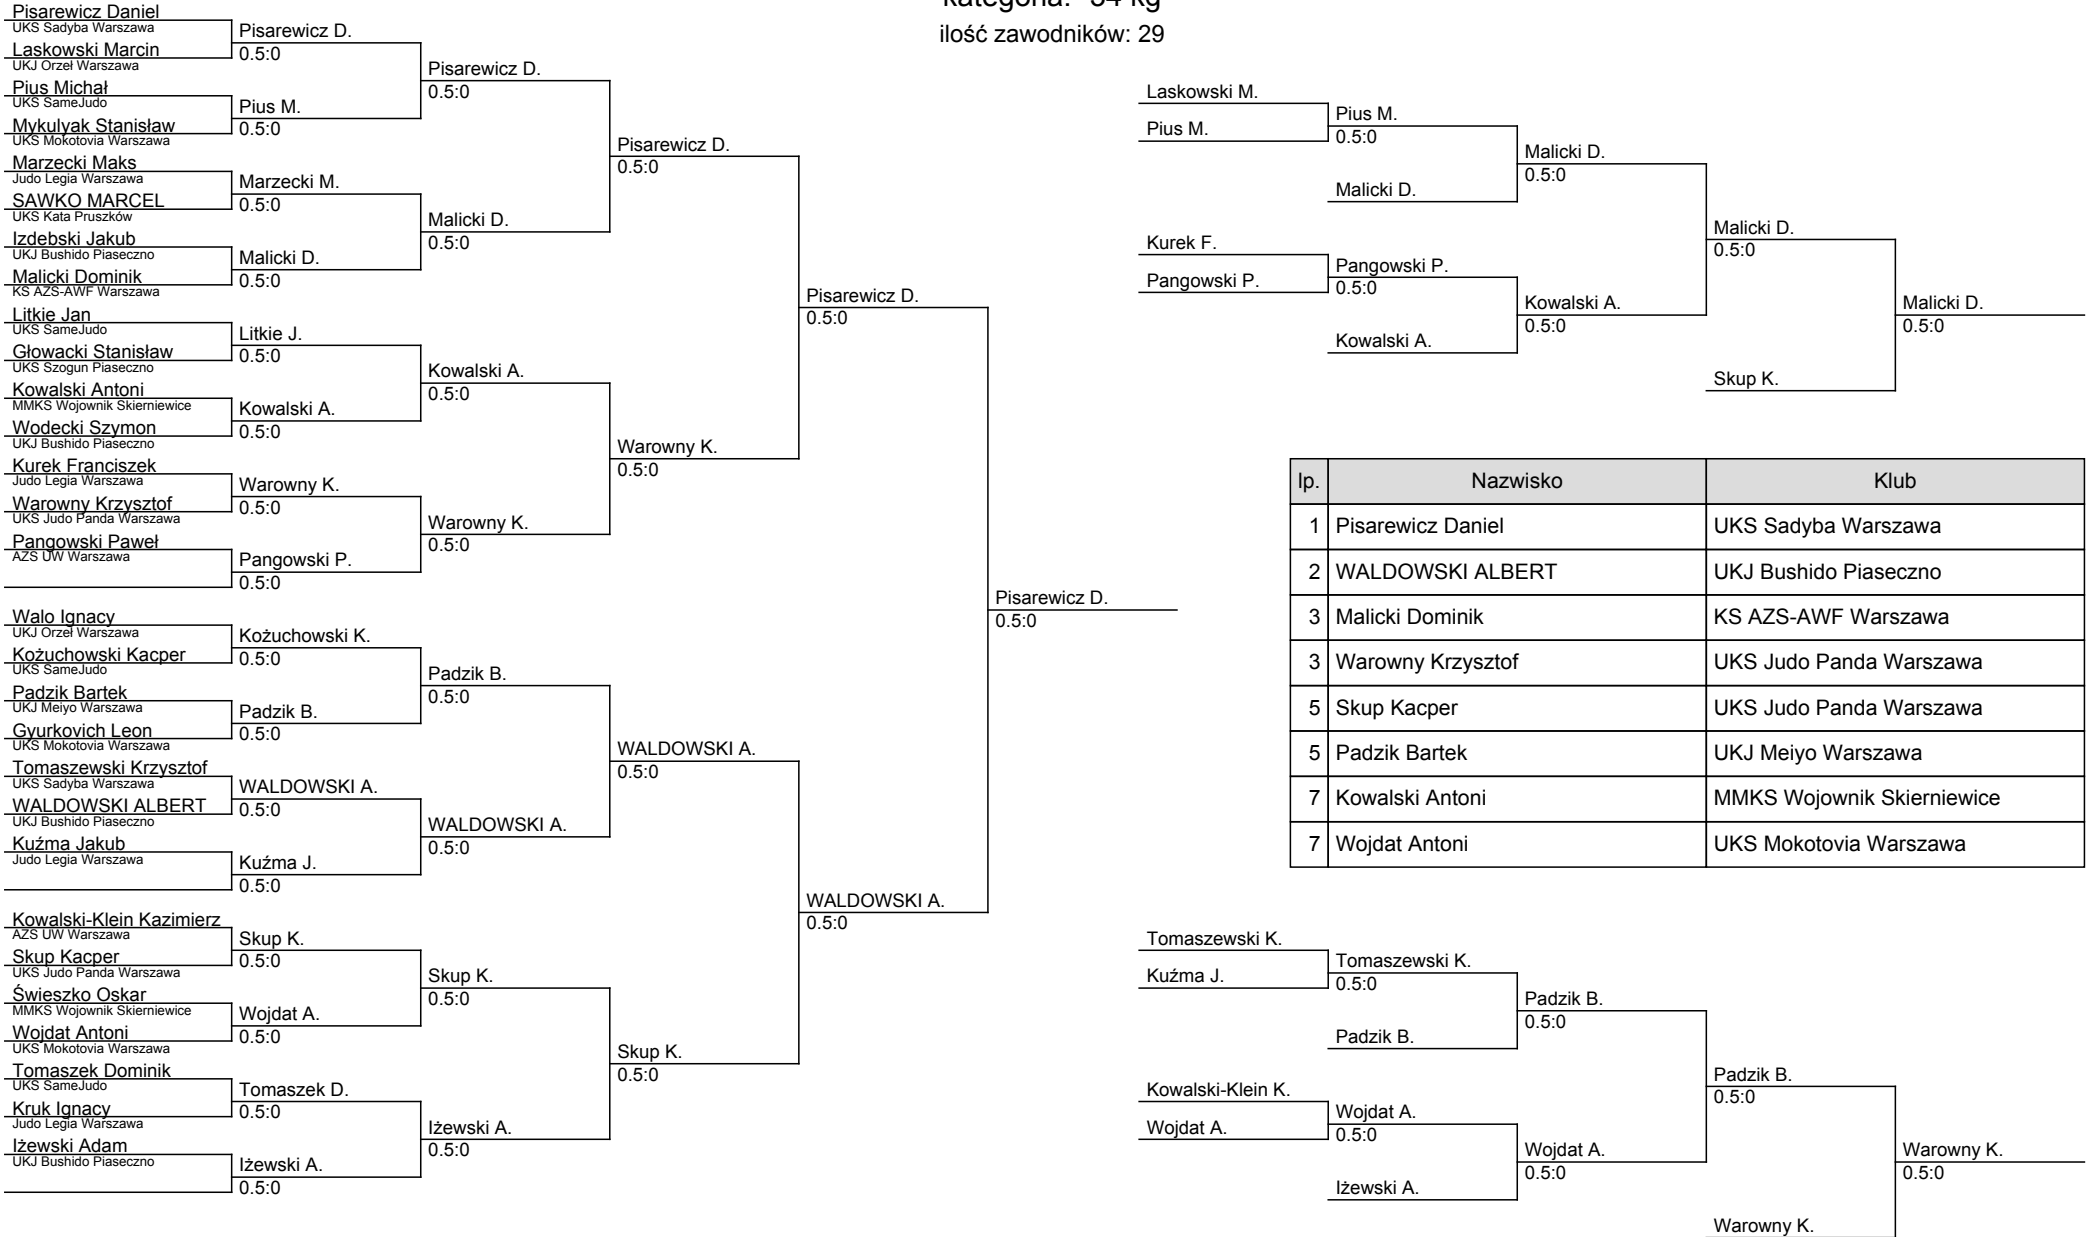 kategoria: -34 kg
ilość zawodników: 29
Pisarewicz Daniel
UKS Sadyba Warszawa
Laskowski Marcin
UKJ Orzeł Warszawa
Pius Michał
UKS SameJudo
Mykulyak Stanisław
UKS Mokotovia Warszawa
Marzecki Maks
Judo Legia Warszawa
SAWKO MARCEL
UKS Kata Pruszków
Izdebski Jakub
UKJ Bushido Piaseczno
Malicki Dominik
KS AZS-AWF Warszawa
Litkie Jan
UKS SameJudo
Głowacki Stanisław
UKS Szogun Piaseczno
Kowalski Antoni
MMKS Wojownik Skierniewice
Wodecki Szymon
UKJ Bushido Piaseczno
Kurek Franciszek
Judo Legia Warszawa
Warowny Krzysztof
UKS Judo Panda Warszawa
Pangowski Paweł
AZS UW Warszawa
Walo Ignacy
UKJ Orzeł Warszawa
Kożuchowski Kacper
UKS SameJudo
Padzik Bartek
UKJ Meiyo Warszawa
Gyurkovich Leon
UKS Mokotovia Warszawa
Tomaszewski Krzysztof
UKS Sadyba Warszawa
WALDOWSKI ALBERT
UKJ Bushido Piaseczno
Kuźma Jakub
Judo Legia Warszawa
Kowalski-Klein Kazimierz
AZS UW Warszawa
Skup Kacper
UKS Judo Panda Warszawa
Świeszko Oskar
MMKS Wojownik Skierniewice
Wojdat Antoni
UKS Mokotovia Warszawa
Tomaszek Dominik
UKS SameJudo
Kruk Ignacy
Judo Legia Warszawa
Iżewski Adam
UKJ Bushido Piaseczno
Pisarewicz D.
0.5:0
Pius M.
0.5:0
Marzecki M.
0.5:0
Malicki D.
0.5:0
Litkie J.
0.5:0
Kowalski A.
0.5:0
Warowny K.
0.5:0
Pangowski P.
0.5:0
Kożuchowski K.
0.5:0
Padzik B.
0.5:0
WALDOWSKI A.
0.5:0
Kuźma J.
0.5:0
Skup K.
0.5:0
Wojdat A.
0.5:0
Tomaszek D.
0.5:0
Iżewski A.
0.5:0
Pisarewicz D.
0.5:0
Malicki D.
0.5:0
Kowalski A.
0.5:0
Warowny K.
0.5:0
Padzik B.
0.5:0
WALDOWSKI A.
0.5:0
Skup K.
0.5:0
Iżewski A.
0.5:0
Pisarewicz D.
0.5:0
Warowny K.
0.5:0
WALDOWSKI A.
0.5:0
Skup K.
0.5:0
Pisarewicz D.
0.5:0
WALDOWSKI A.
0.5:0
Pisarewicz D.
0.5:0
Laskowski M.
Pius M.
Pius M.
0.5:0
Malicki D.
Malicki D.
0.5:0
Kurek F.
Pangowski P.
Pangowski P.
0.5:0
Kowalski A.
Kowalski A.
0.5:0
Malicki D.
0.5:0
Skup K.
Malicki D.
0.5:0
lp. Nazwisko Klub
1 Pisarewicz Daniel UKS Sadyba Warszawa
2 WALDOWSKI ALBERT UKJ Bushido Piaseczno
3 Malicki Dominik KS AZS-AWF Warszawa
3 Warowny Krzysztof UKS Judo Panda Warszawa
5 Skup Kacper UKS Judo Panda Warszawa
5 Padzik Bartek UKJ Meiyo Warszawa
7 Kowalski Antoni MMKS Wojownik Skierniewice
7 Wojdat Antoni UKS Mokotovia Warszawa
Tomaszewski K.
Kuźma J.
Tomaszewski K.
0.5:0
Padzik B.
Padzik B.
0.5:0
Kowalski-Klein K.
Wojdat A.
Wojdat A.
0.5:0
Iżewski A.
Wojdat A.
0.5:0
Padzik B.
0.5:0
Warowny K.
Warowny K.
0.5:0